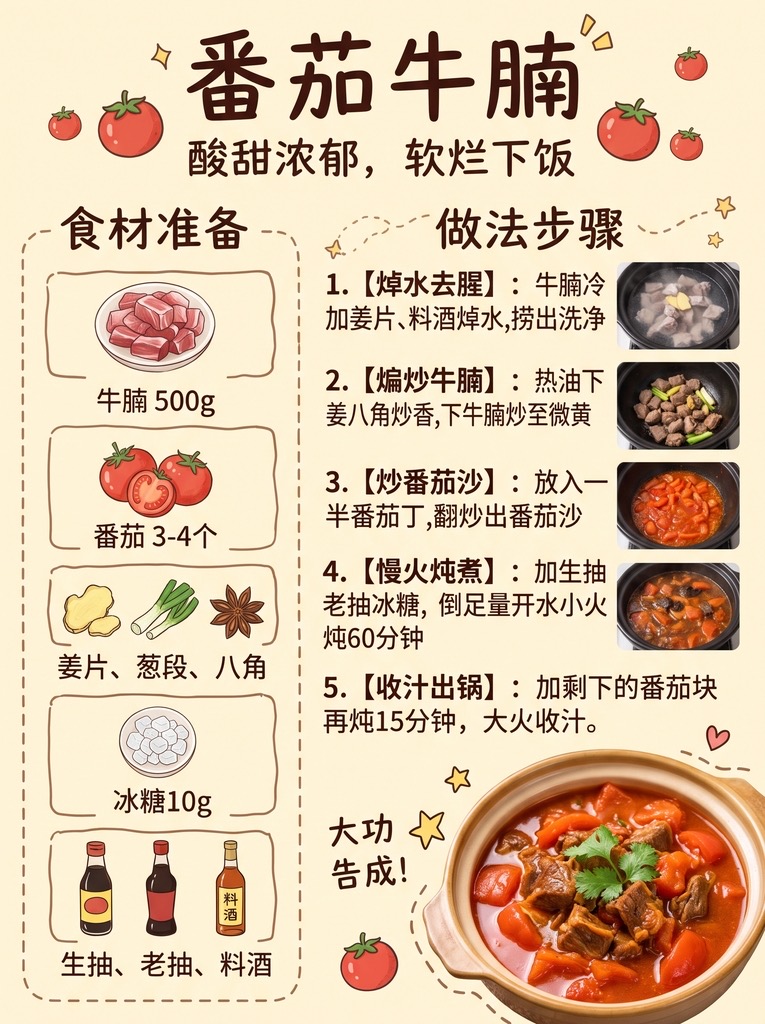 番茄牛腩
酸甜浓郁，软烂下饭
食材准备
牛腩 500g
番茄 3-4个
姜片、葱段、八角
冰糖10g
料酒
生抽、老抽、料酒
做法步骤
1.【焯水去腥】：牛腩冷
加姜片、料酒焯水,捞出洗净
2.【煸炒牛腩】：热油下
姜八角炒香,下牛腩炒至微黄
3.【炒番茄沙】：放入一
半番茄丁,翻炒出番茄沙
4.【慢火炖煮】：加生抽
老抽冰糖，倒足量开水小火
炖60分钟
5.【收汁出锅】：加剩下的番茄块
再炖15分钟，大火收汁。
大功
告成!